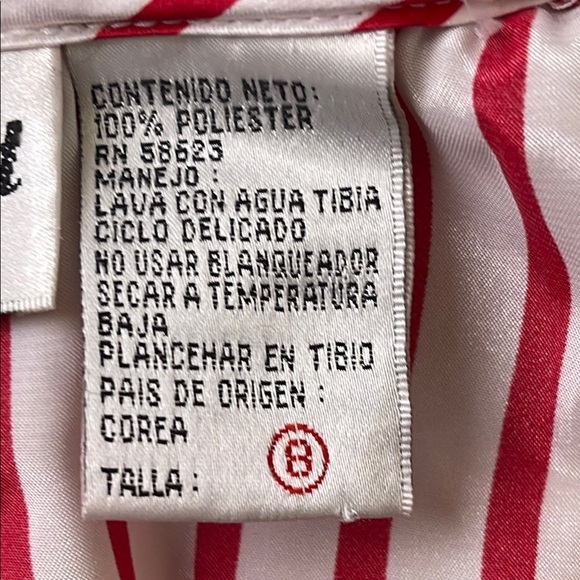 CONTENIDO NETO:
100% POLIESTER
RN 58623
MANEJO :
LAVA CON AGUA TIBIA
CICLO DELICADO
NO USAR BLANQUEADOR
SECAR A TEMPERATURA
BAJA
PLANCEHAR EN TIBIO
PAIS DE ORIGEN :
COREA
TALLA : 8